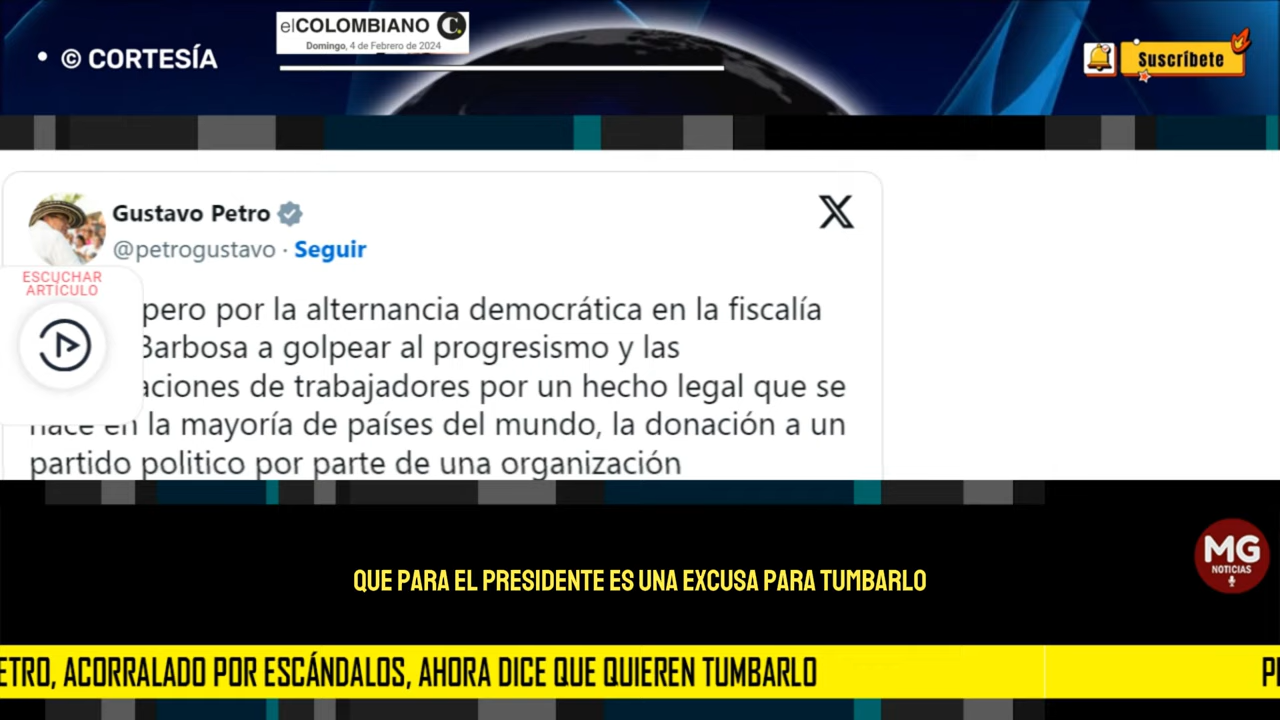 • © CORTESÍA
elCOLOMBIANO C.
Domingo, 4 de Febrero de 2024
Suscríbete
Gustavo Petro
@petrogustavo · Seguir
X
ESCUCHAR
ARTÍCULO
pero por la alternancia democrática en la fiscalía
Barbosa a golpear al progresismo y las
aciones de trabajadores por un hecho legal que se
hace en la mayoría de países del mundo, la donación a un
partido politico por parte de una organización
MG
NOTICIAS
QUE PARA EL PRESIDENTE ES UNA EXCUSA PARA TUMBARLO
ETRO, ACORRALADO POR ESCÁNDALOS, AHORA DICE QUE QUIEREN TUMBARLO